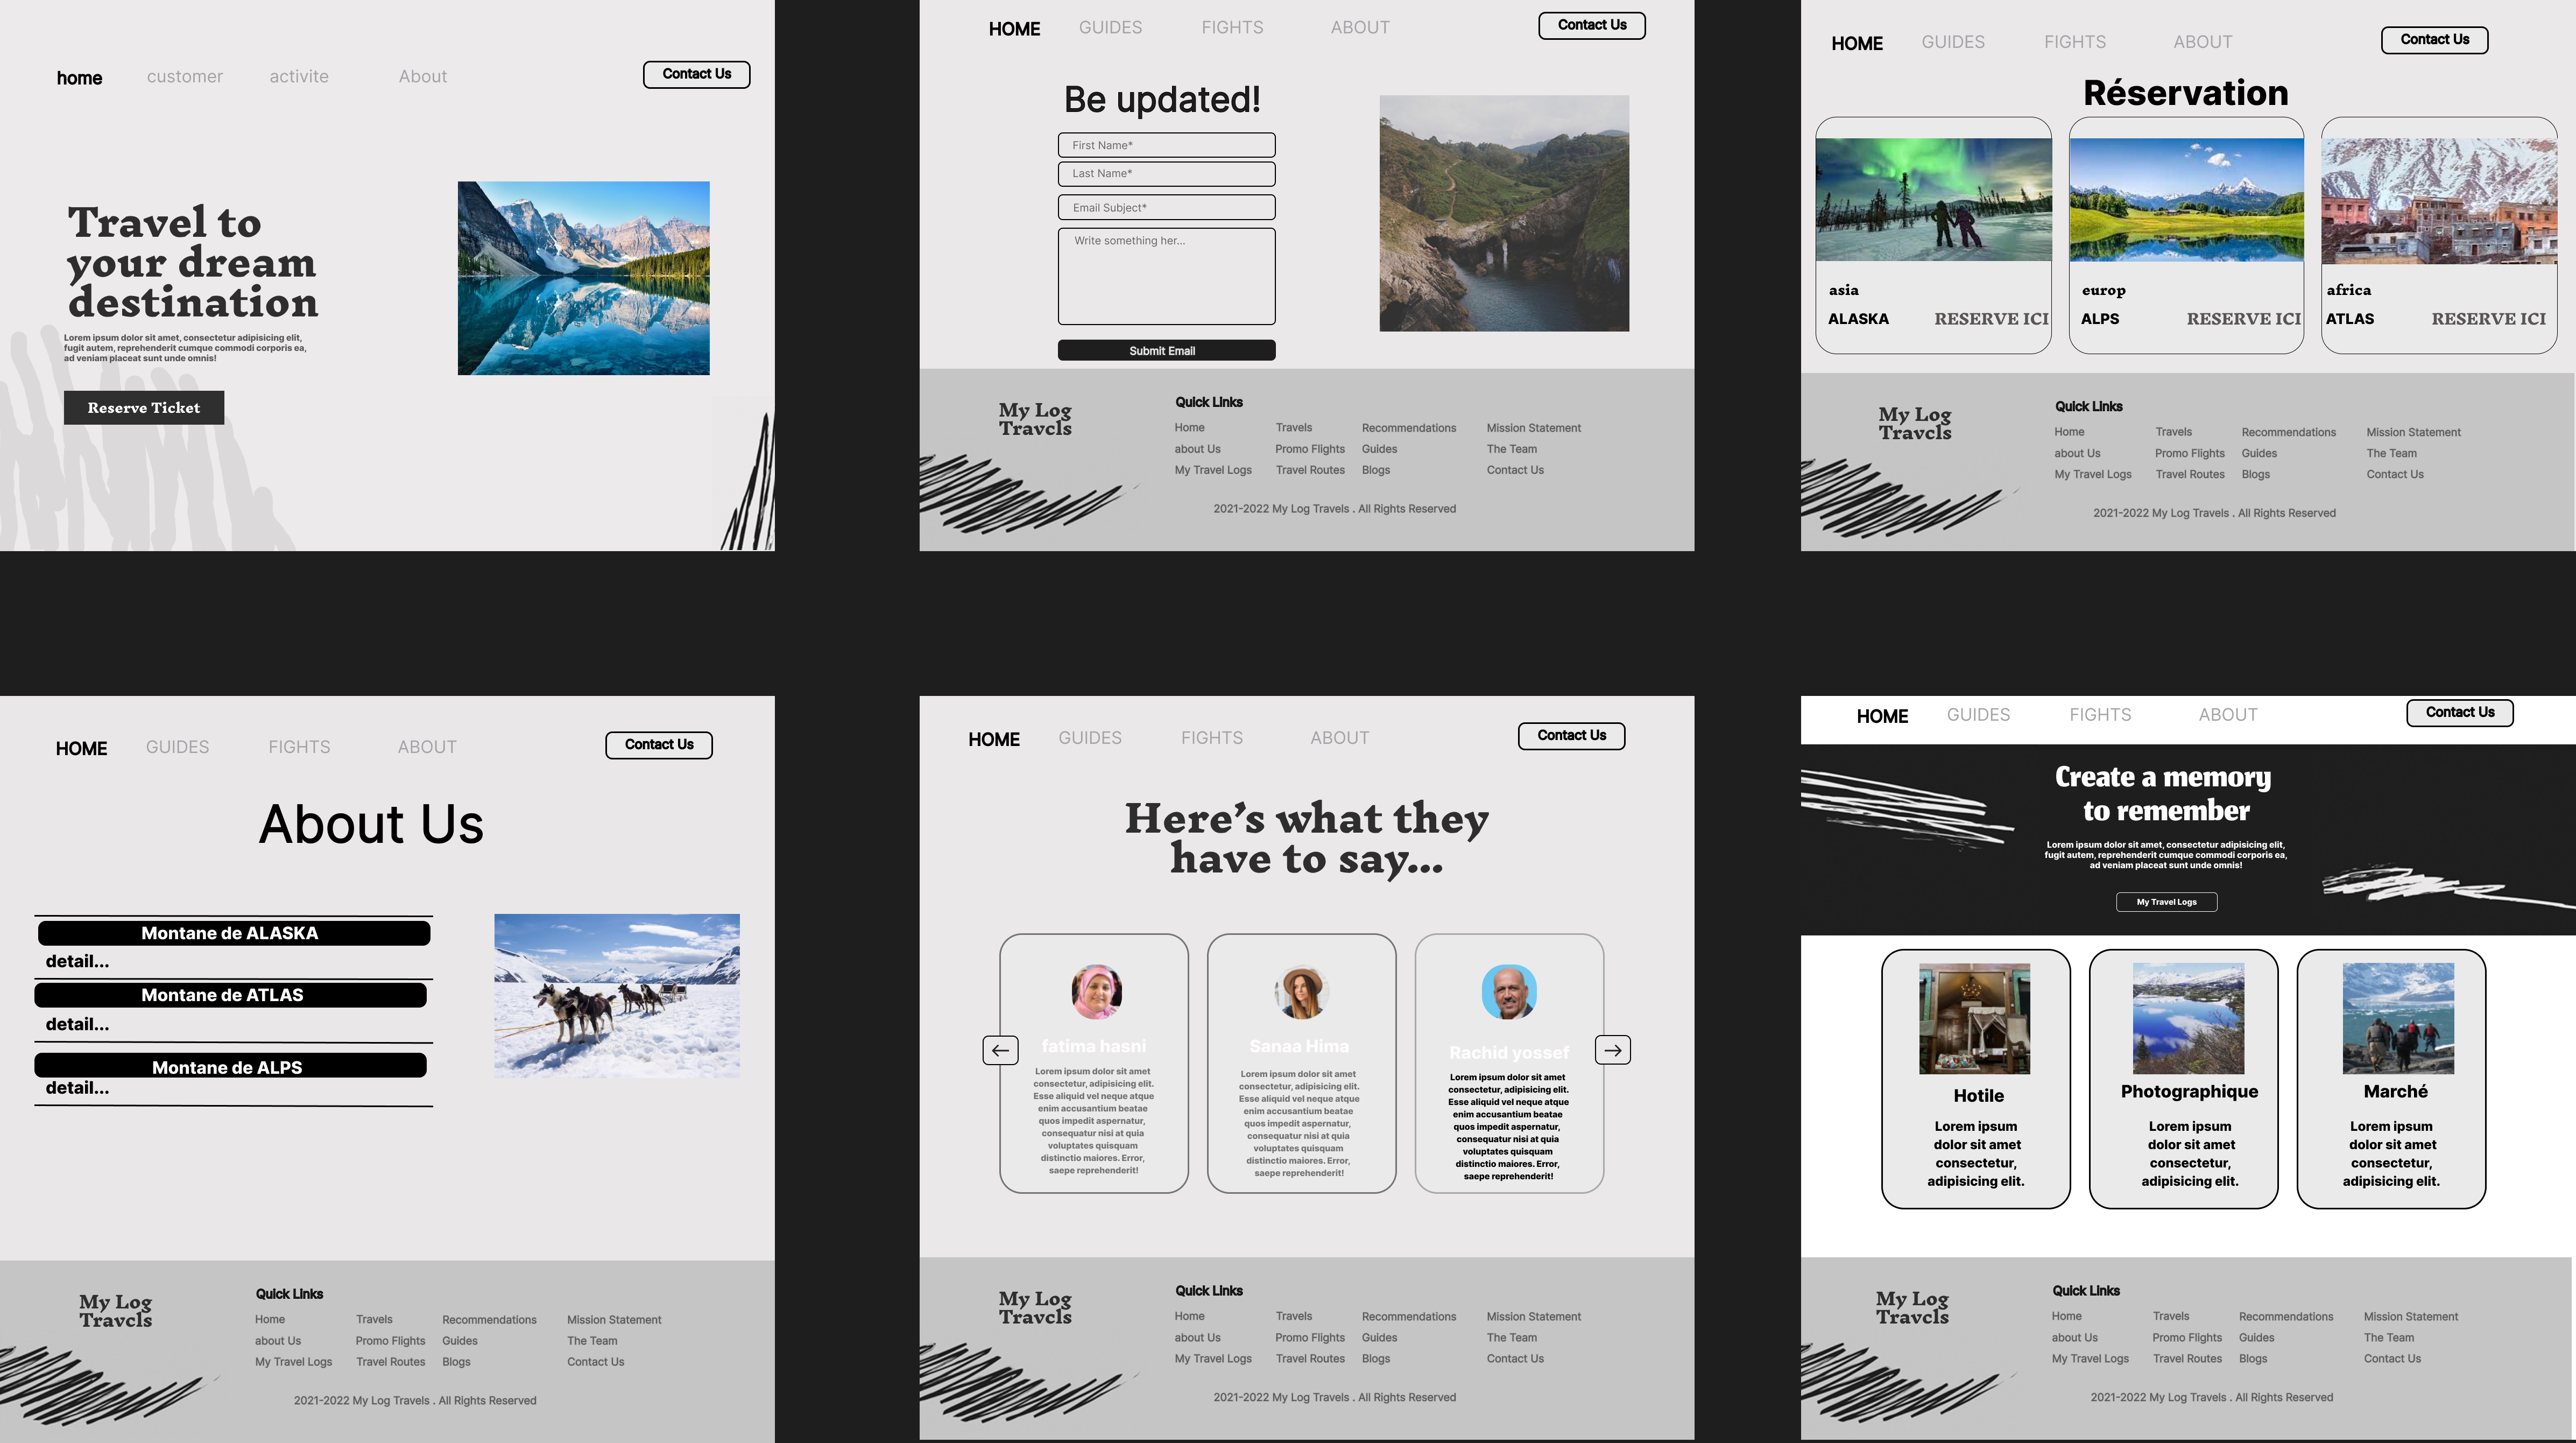 home customer activite About Contact Us
Travel to
your dream
destination
Lorem ipsum dolor sit amet, consectetur adipisicing elit,
fugit autem, reprehenderit cumque commodi corporis ea,
ad veniam placeat sunt unde omnis!
Reserve Ticket
HOME GUIDES FIGHTS ABOUT Contact Us
Be updated!
First Name*
Last Name*
Email Subject*
Write something her...
Submit Email
My Log
Travcls
Quick Links
Home Travels Recommendations Mission Statement
about Us Promo Flights Guides The Team
My Travel Logs Travel Routes Blogs Contact Us
2021-2022 My Log Travels . All Rights Reserved
HOME GUIDES FIGHTS ABOUT Contact Us
Réservation
asia europ africa
ALASKA RESERVE ICI ALPS RESERVE ICI ATLAS RESERVE ICI
My Log
Travcls
Quick Links
Home Travels Recommendations Mission Statement
about Us Promo Flights Guides The Team
My Travel Logs Travel Routes Blogs Contact Us
2021-2022 My Log Travels . All Rights Reserved
HOME GUIDES FIGHTS ABOUT Contact Us
About Us
Montane de ALASKA
detail...
Montane de ATLAS
detail...
Montane de ALPS
detail...
My Log
Travcls
Quick Links
Home Travels Recommendations Mission Statement
about Us Promo Flights Guides The Team
My Travel Logs Travel Routes Blogs Contact Us
2021-2022 My Log Travels . All Rights Reserved
HOME GUIDES FIGHTS ABOUT Contact Us
Here's what they
have to say...
fatima hasni
Lorem ipsum dolor sit amet
consectetur, adipisicing elit.
Esse aliquid vel neque atque
enim accusantium beatae
quos impedit aspernatur,
consequatur nisi at quia
voluptates quisquam
distinctio maiores. Error,
saepe reprehenderit!
Sanaa Hima
Lorem ipsum dolor sit amet
consectetur, adipisicing elit.
Esse aliquid vel neque atque
enim accusantium beatae
quos impedit aspernatur,
consequatur nisi at quia
voluptates quisquam
distinctio maiores. Error,
saepe reprehenderit!
Rachid yossef
Lorem ipsum dolor sit amet
consectetur, adipisicing elit.
Esse aliquid vel neque atque
enim accusantium beatae
quos impedit aspernatur,
consequatur nisi at quia
voluptates quisquam
distinctio maiores. Error,
saepe reprehenderit!
My Log
Travcls
Quick Links
Home Travels Recommendations Mission Statement
about Us Promo Flights Guides The Team
My Travel Logs Travel Routes Blogs Contact Us
2021-2022 My Log Travels . All Rights Reserved
HOME GUIDES FIGHTS ABOUT Contact Us
Create a memory
to remember
Lorem ipsum dolor sit amet, consectetur adipisicing elit,
fugit autem, reprehenderit cumque commodi corporis ea,
ad veniam placeat sunt unde omnis!
My Travel Logs
Hotile
Lorem ipsum
dolor sit amet
consectetur,
adipisicing elit.
Photographique
Lorem ipsum
dolor sit amet
consectetur,
adipisicing elit.
Marché
Lorem ipsum
dolor sit amet
consectetur,
adipisicing elit.
My Log
Travcls
Quick Links
Home Travels Recommendations Mission Statement
about Us Promo Flights Guides The Team
My Travel Logs Travel Routes Blogs Contact Us
2021-2022 My Log Travels . All Rights Reserved